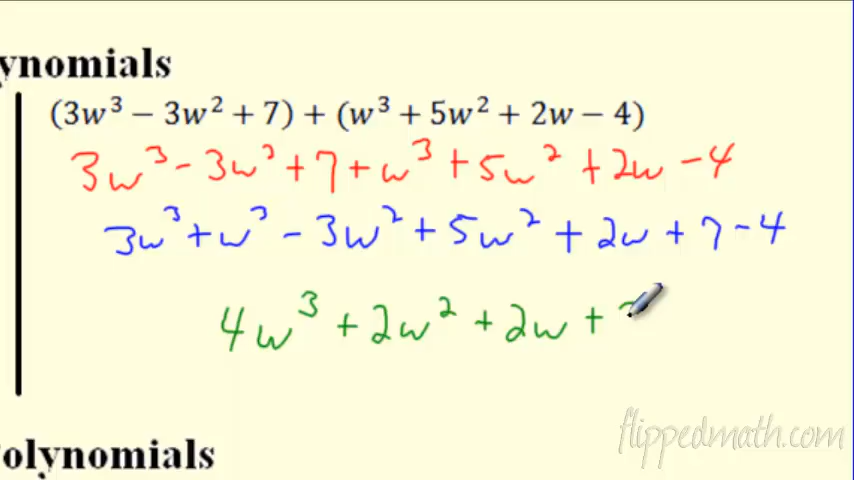 ynomials
(3w³ − 3w² + 7) + (w³ + 5w² + 2w − 4)
3w³ - 3w² + 7 + w³ + 5w² + 2w - 4
3w³ + w³ - 3w² + 5w² + 2w + 7 - 4
4w³ + 2w² + 2w +
flippedmath.com
olynomials